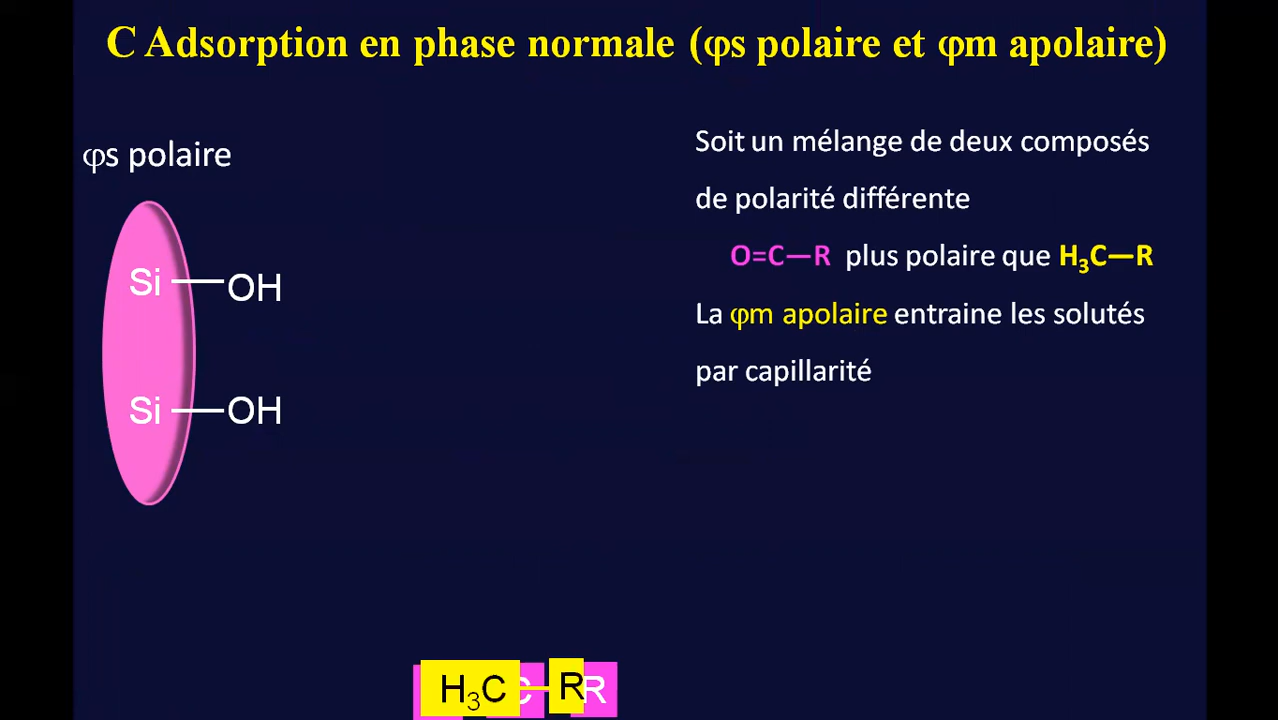 C Adsorption en phase normale (φs polaire et φm apolaire)
φs polaire
Si—OH
Si—OH
Soit un mélange de deux composés
de polarité différente
O=C—R plus polaire que H₃C—R
La φm apolaire entraine les solutés
par capillarité
H₃C—R
C R